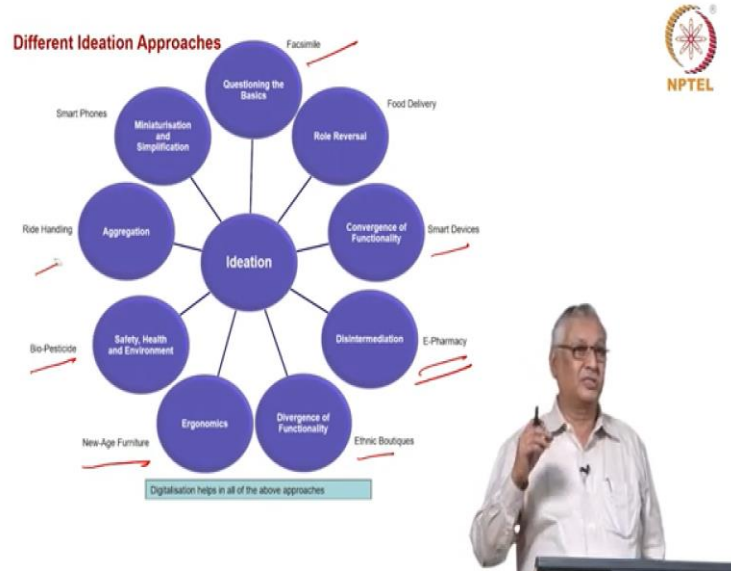 Different Ideation Approaches
NPTEL
Facsimile
Questioning the
Basics
Food Delivery
Role Reversal
Smart Devices
Convergence of
Functionality
E-Pharmacy
Disintermediation
Ethnic Boutiques
Divergence of
Functionality
New-Age Furniture
Ergonomics
Bio-Pesticide
Safety, Health
and Environment
Ride Handling
Aggregation
Smart Phones
Miniaturisation
and
Simplification
Ideation
Digitalisation helps in all of the above approaches